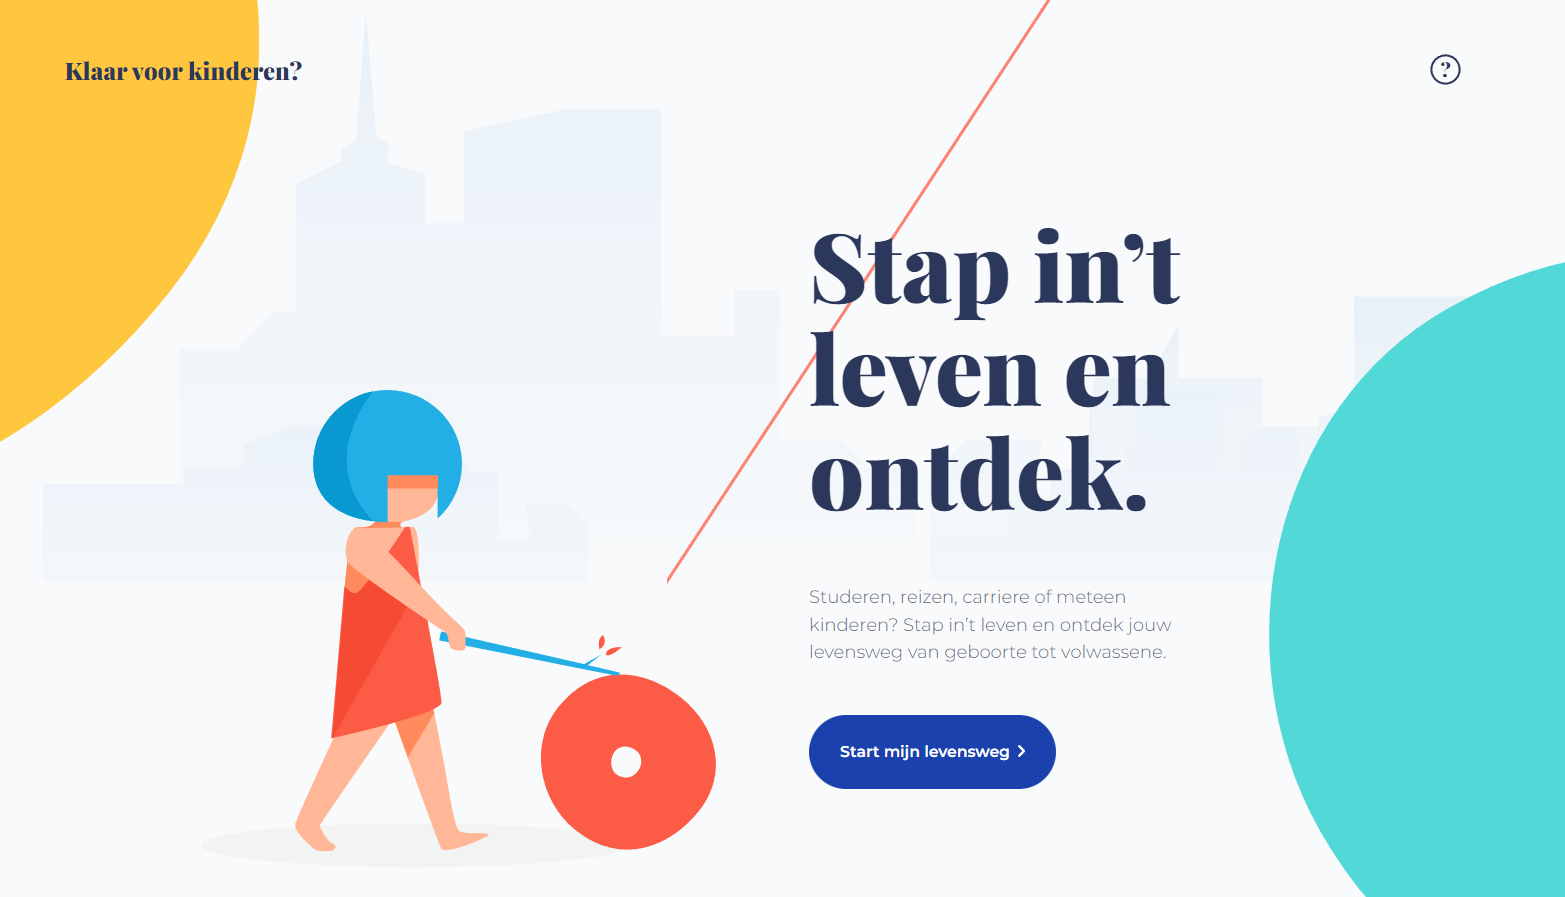 Klaar voor kinderen?
?
Stap in’t
leven en
ontdek.
Studeren, reizen, carriere of meteen
kinderen? Stap in’t leven en ontdek jouw
levensweg van geboorte tot volwassene.
Start mijn levensweg